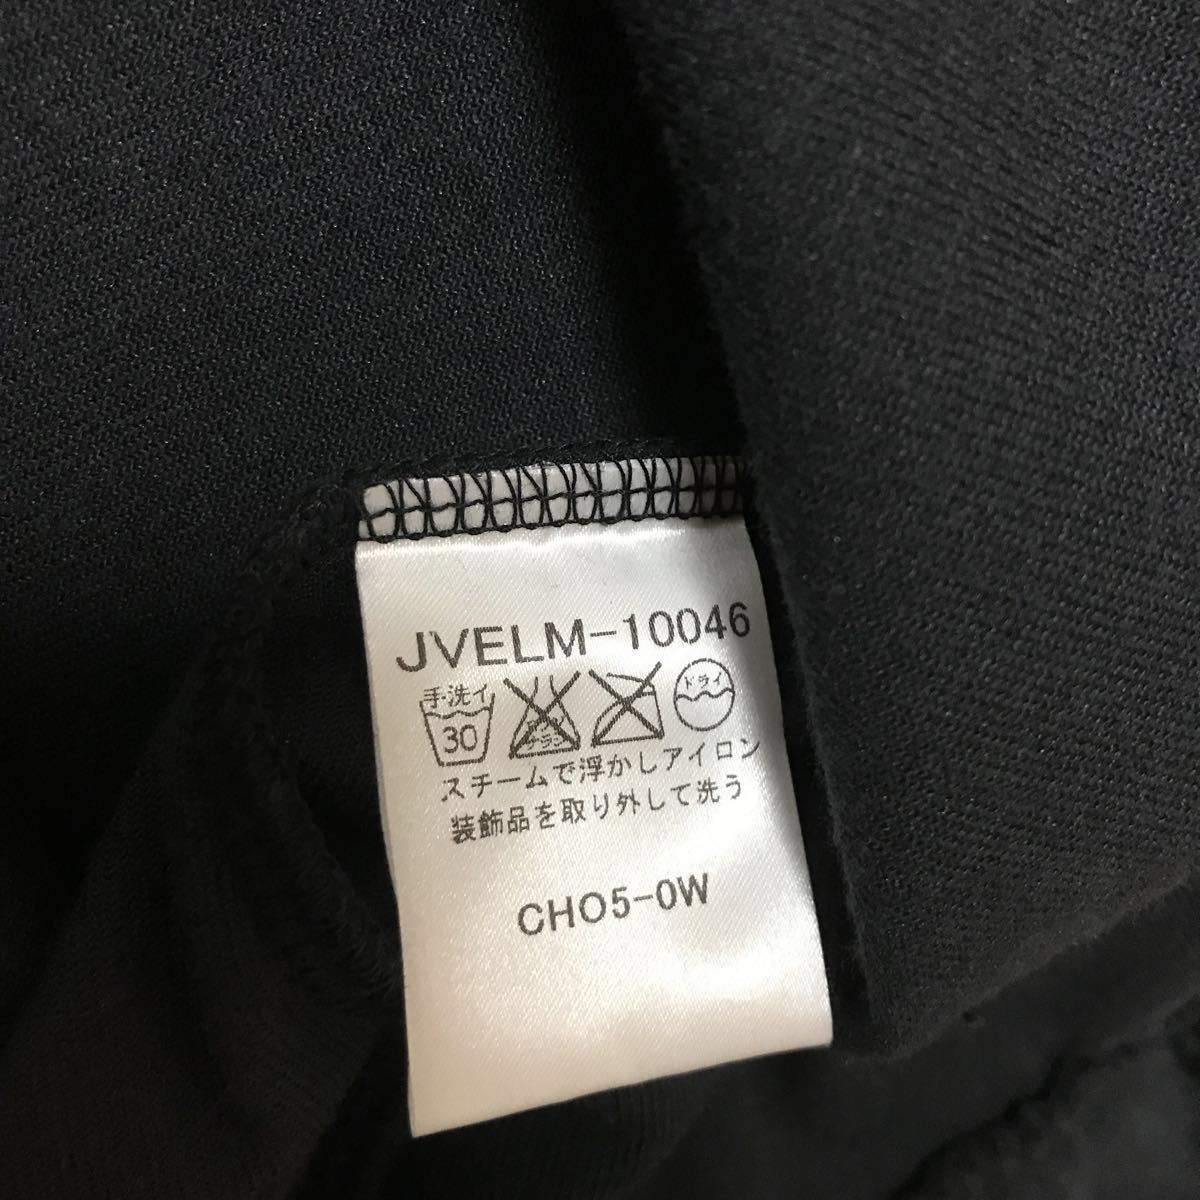 JVELM-10046
手洗イ ドライ
30
スチームで浮かしアイロン
装飾品を取り外して洗う
CHO5-0W